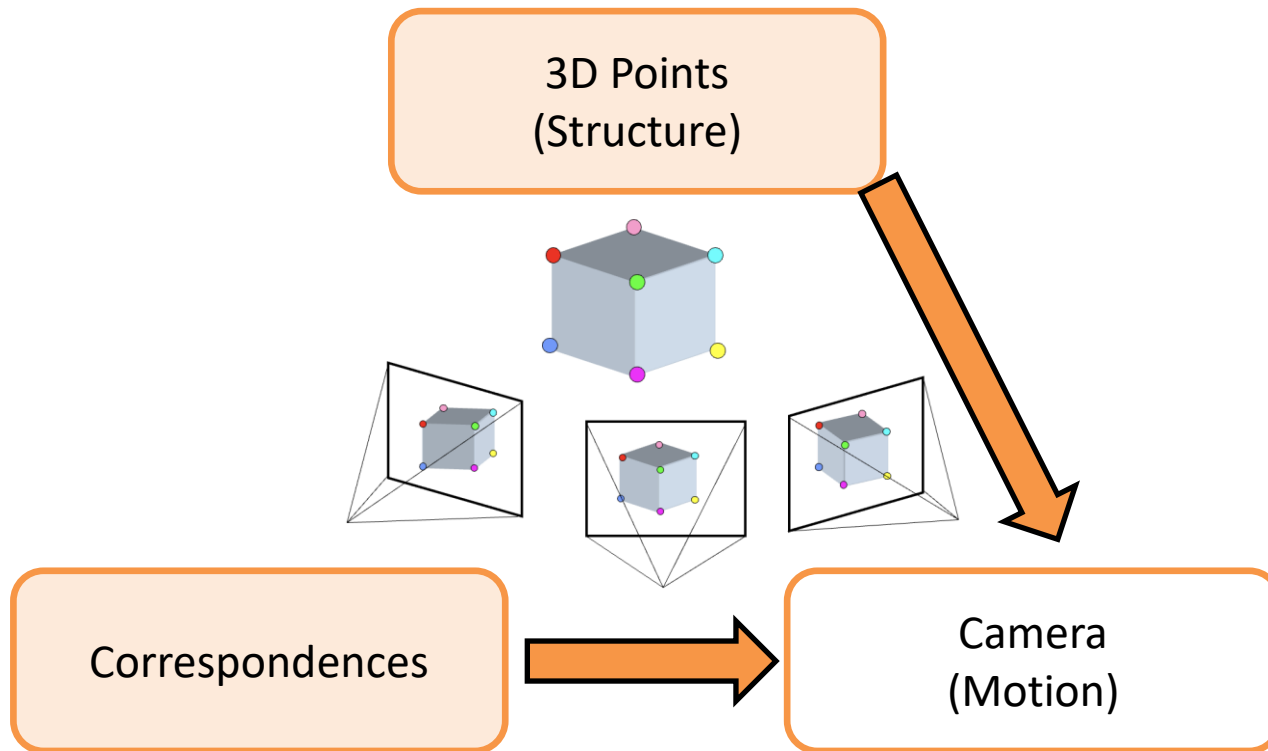 3D Points
(Structure)
Correspondences
Camera
(Motion)